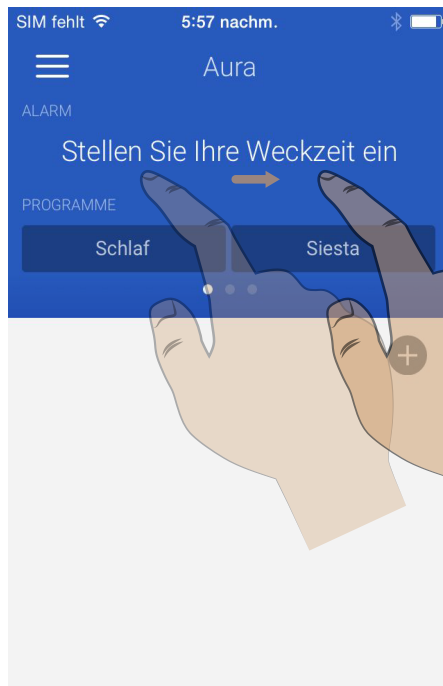 SIM fehlt 5:57 nachm.
Aura
ALARM
Stellen Sie Ihre Weckzeit ein
PROGRAMME
Schlaf Siesta
+